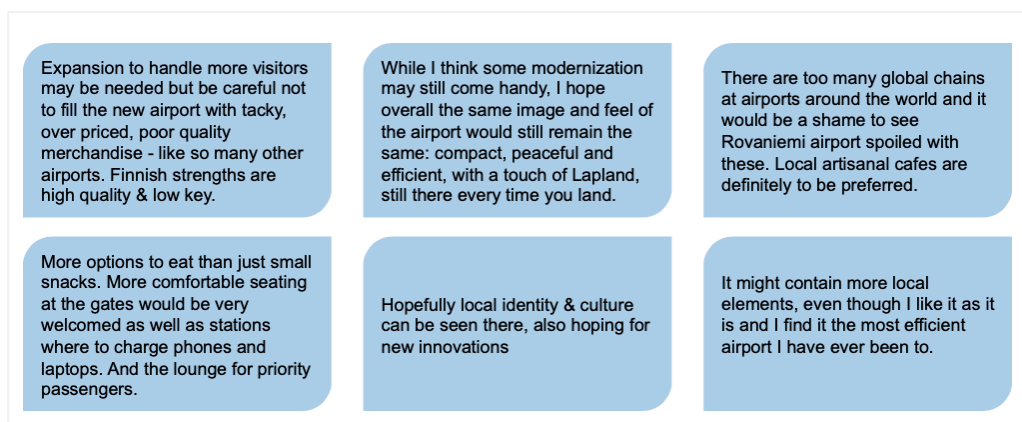 Expansion to handle more visitors
may be needed but be careful not
to fill the new airport with tacky,
over priced, poor quality
merchandise - like so many other
airports. Finnish strengths are
high quality & low key.
While I think some modernization
may still come handy, I hope
overall the same image and feel of
the airport would still remain the
same: compact, peaceful and
efficient, with a touch of Lapland,
still there every time you land.
There are too many global chains
at airports around the world and it
would be a shame to see
Rovaniemi airport spoiled with
these. Local artisanal cafes are
definitely to be preferred.
More options to eat than just small
snacks. More comfortable seating
at the gates would be very
welcomed as well as stations
where to charge phones and
laptops. And the lounge for priority
passengers.
Hopefully local identity & culture
can be seen there, also hoping for
new innovations
It might contain more local
elements, even though I like it as it
is and I find it the most efficient
airport I have ever been to.